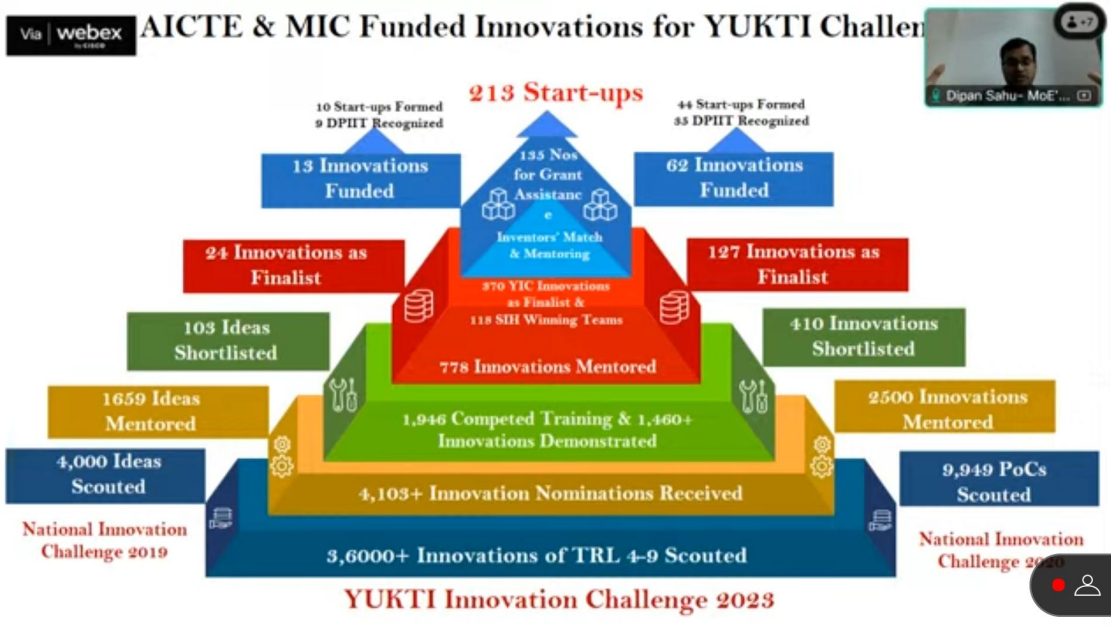 Via webex
by CISCO
AICTE & MIC Funded Innovations for YUKTI Challen
+7
Dipan Sahu- MoE'...
213 Start-ups
10 Start-ups Formed
9 DPIIT Recognized
44 Start-ups Formed
35 DPIIT Recognized
13 Innovations
Funded
135 Nos
for Grant
Assistanc
e
Inventors' Match
& Mentoring
62 Innovations
Funded
24 Innovations as
Finalist
370 YIC Innovations
as Finalist &
118 SIH Winning Teams
778 Innovations Mentored
127 Innovations as
Finalist
103 Ideas
Shortlisted
410 Innovations
Shortlisted
1659 Ideas
Mentored
1,946 Competed Training & 1,460+
Innovations Demonstrated
2500 Innovations
Mentored
4,000 Ideas
Scouted
4,103+ Innovation Nominations Received
9,949 PoCs
Scouted
National Innovation
Challenge 2019
3,6000+ Innovations of TRL 4-9 Scouted
National Innovation
Challenge 2020
YUKTI Innovation Challenge 2023